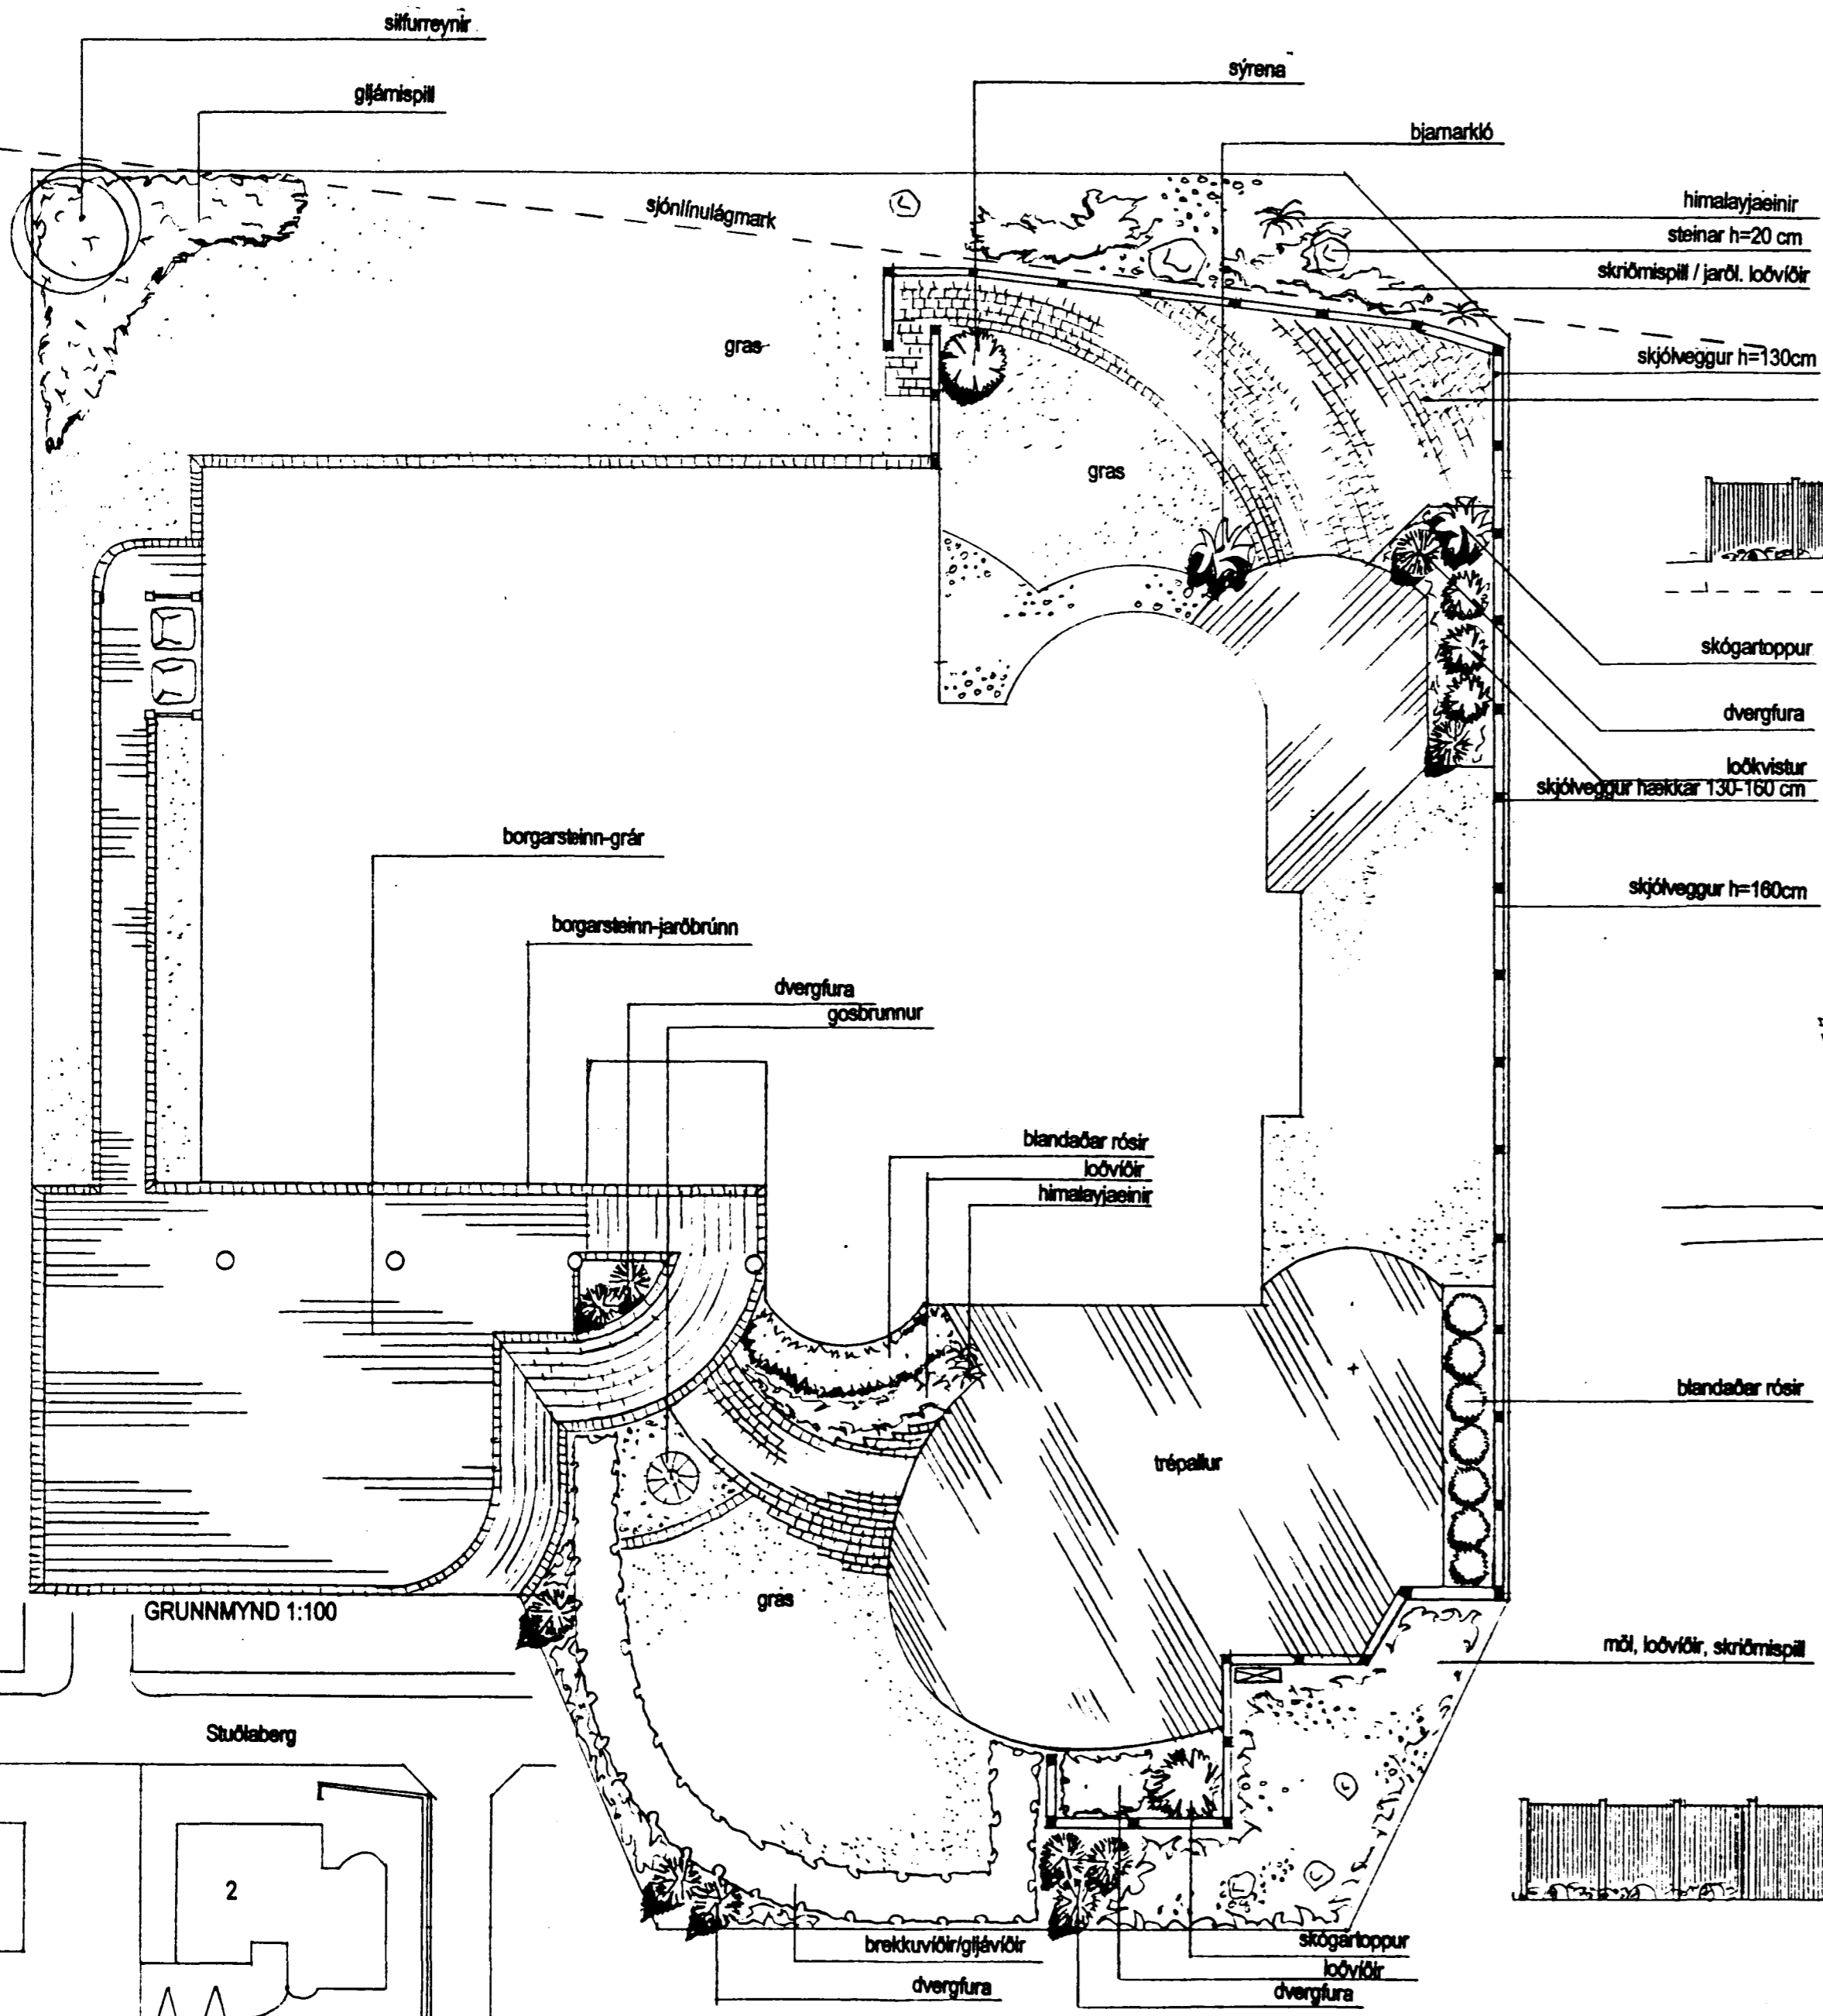 silfurreynir
gljámispill
sýrena
bjarnarkló
himalayjaeinir
steinar h=20 cm
skriðmispill / jarðl. loðvíðir
sjónlínulágmark
gras
skjólveggur h=130cm
gras
skógartoppur
dvergfura
loðkvistur
skjólveggur hækkar 130-160 cm
borgarsteinn-grár
skjólveggur h=160cm
borgarsteinn-jarðbrúnn
dvergfura
gosbrunnur
blandaðar rósir
loðvíðir
himalayjaeinir
blandaðar rósir
trépallur
gras
GRUNNMYND 1:100
möl, loðvíðir, skriðmispill
Stuðlaberg
2
brekkuvíðir/gljávíðir
skógartoppur
loðvíðir
dvergfura
dvergfura